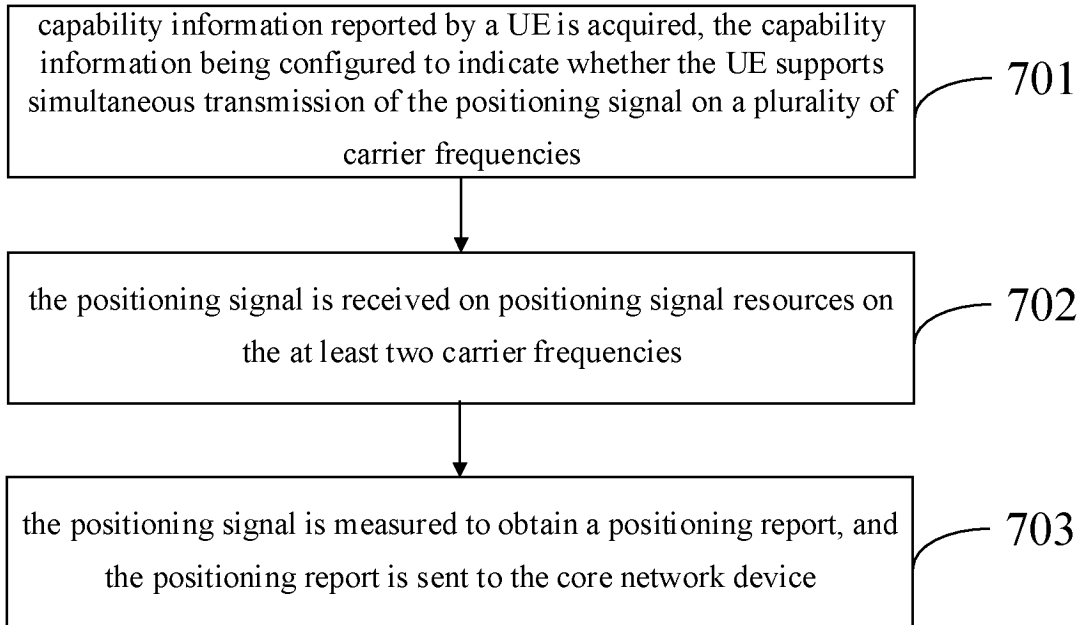 capability information reported by a UE is acquired, the capability
information being configured to indicate whether the UE supports
simultaneous transmission of the positioning signal on a plurality of
carrier frequencies
701
the positioning signal is received on positioning signal resources on
the at least two carrier frequencies
702
the positioning signal is measured to obtain a positioning report, and
the positioning report is sent to the core network device
703